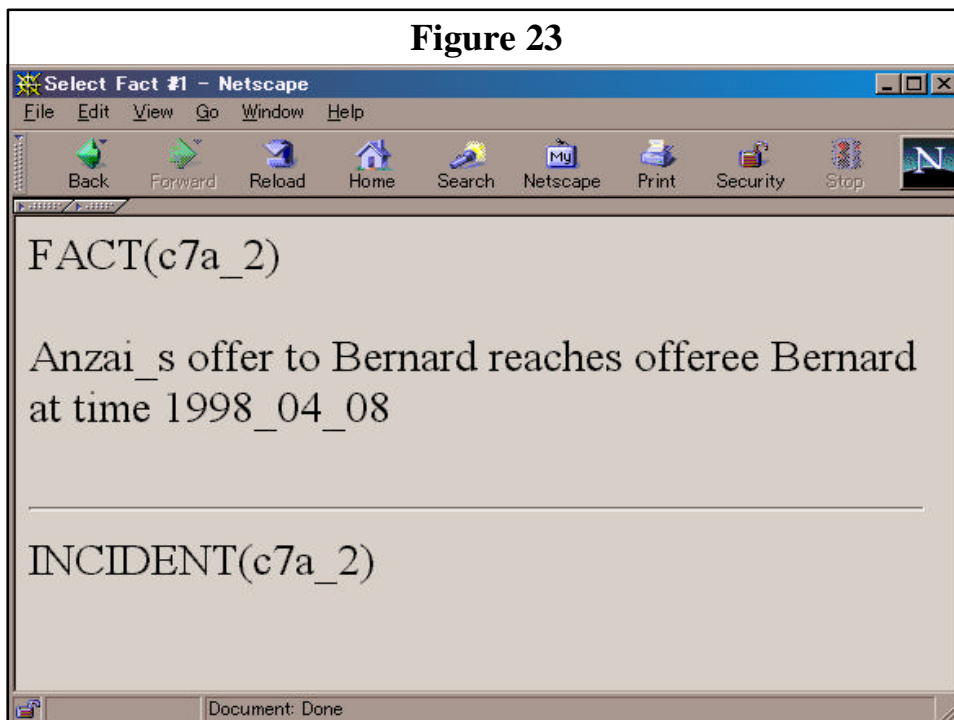 Figure 23
Select Fact #1 - Netscape
File Edit View Go Window Help
Back Forward Reload Home Search Netscape Print Security Stop
My
N
FACT(c7a_2)
Anzai_s offer to Bernard reaches offeree Bernard
at time 1998_04_08
INCIDENT(c7a_2)
Document: Done